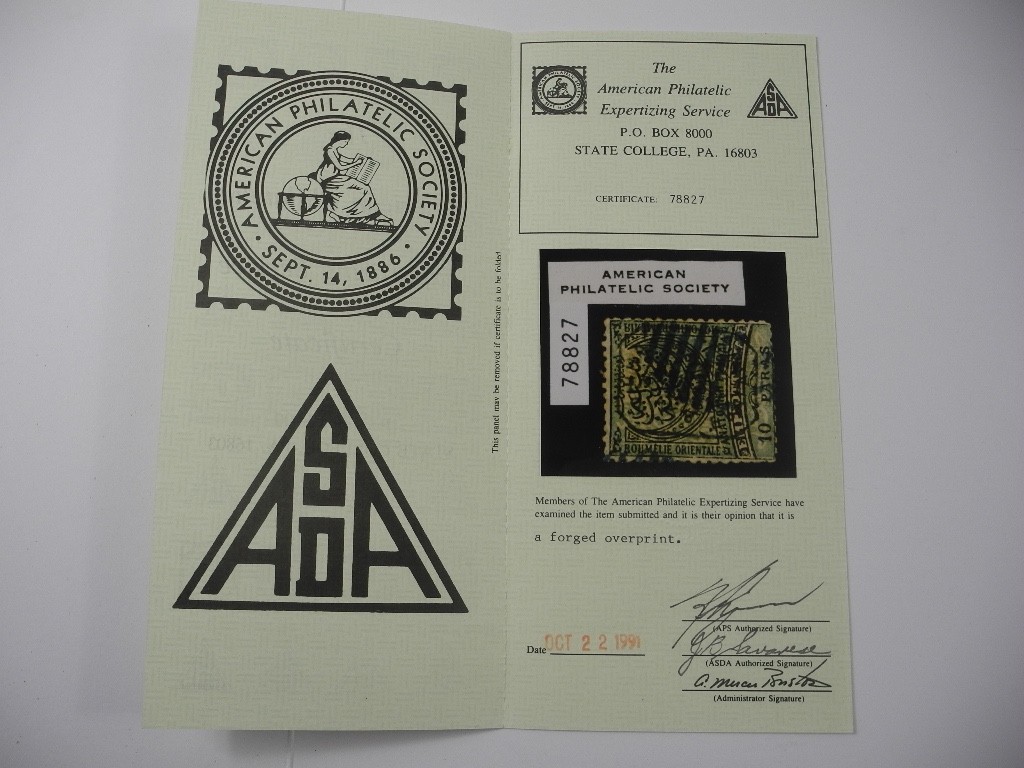 AMERICAN PHILATELIC SOCIETY
• SEPT. 14, 1886 •
ASDA
This panel may be removed if certificate is to be folded
The
American Philatelic
Expertizing Service
ASDA
P.O. BOX 8000
STATE COLLEGE, PA. 16803
CERTIFICATE: 78827
AMERICAN
PHILATELIC SOCIETY
78827
ROUMELIE ORIENTALE
10 PARAS
Members of The American Philatelic Expertizing Service have
examined the item submitted and it is their opinion that it is
a forged overprint.
(APS Authorized Signature)
(ASDA Authorized Signature)
Date OCT 22 1991
(Administrator Signature)